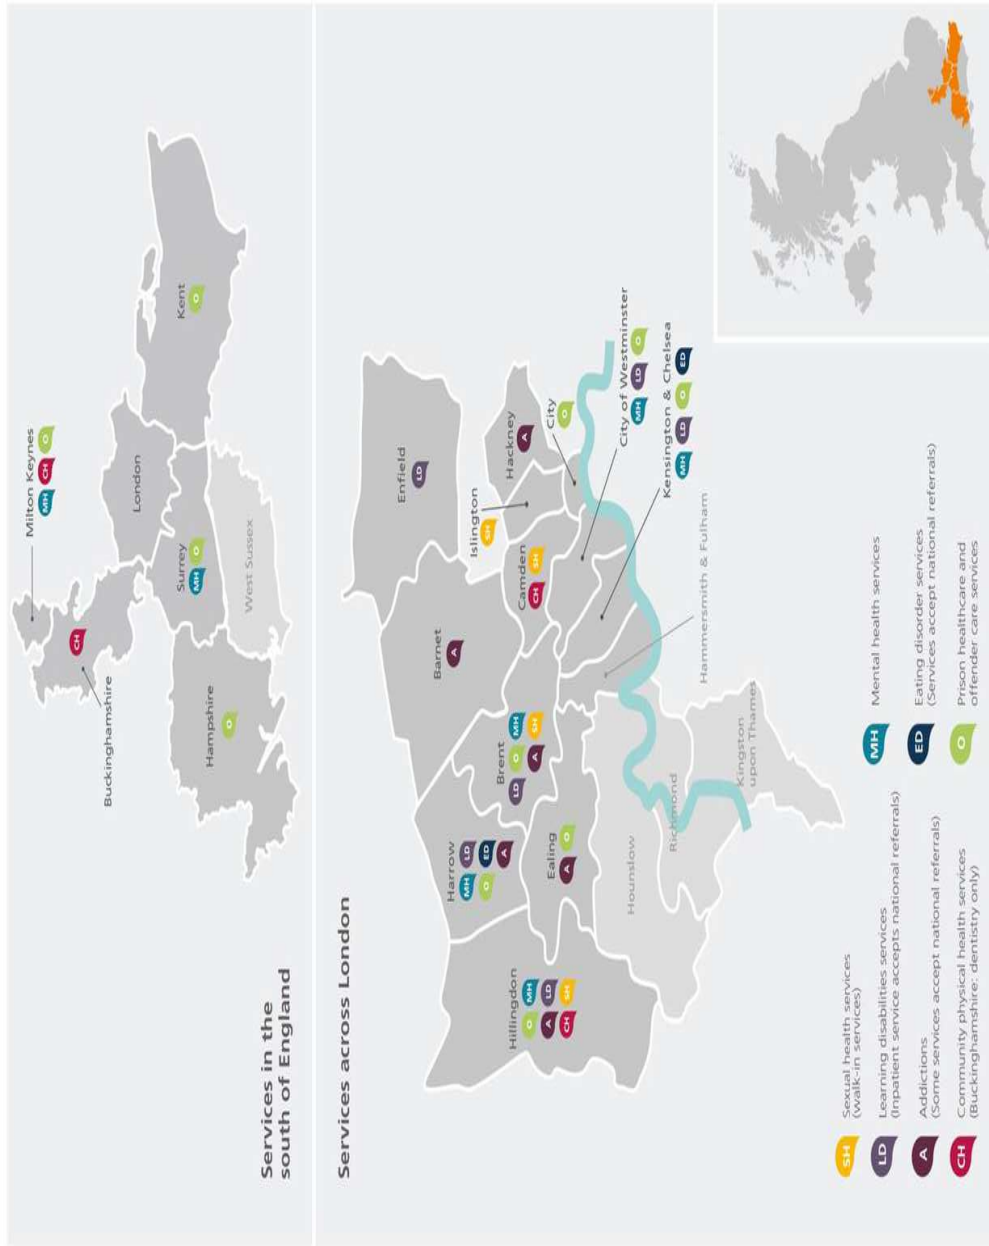 Services in the
south of England
Milton Keynes
MH CH O
Buckinghamshire
CH
London
Kent
O
Surrey
MH O
Hampshire
O
West Sussex
Services across London
Hillingdon
O MH
A LD
CH SH
Harrow
MH LD
O ED
A
Barnet
A
Enfield
LD
Brent
LD O MH
A SH
Ealing
A O
Camden
CH SH
Islington
SH
Hackney
A
City
O
City of Westminster
MH LD O
Kensington & Chelsea
MH LD O ED
Hammersmith & Fulham
Hounslow
Richmond
Kingston
upon Thames
SH
Sexual health services
(walk-in services)
LD
Learning disabilities services
(Inpatient service accepts national referrals)
A
Addictions
(Some services accept national referrals)
CH
Community physical health services
(Buckinghamshire: dentistry only)
MH
Mental health services
ED
Eating disorder services
(Services accept national referrals)
O
Prison healthcare and
offender care services